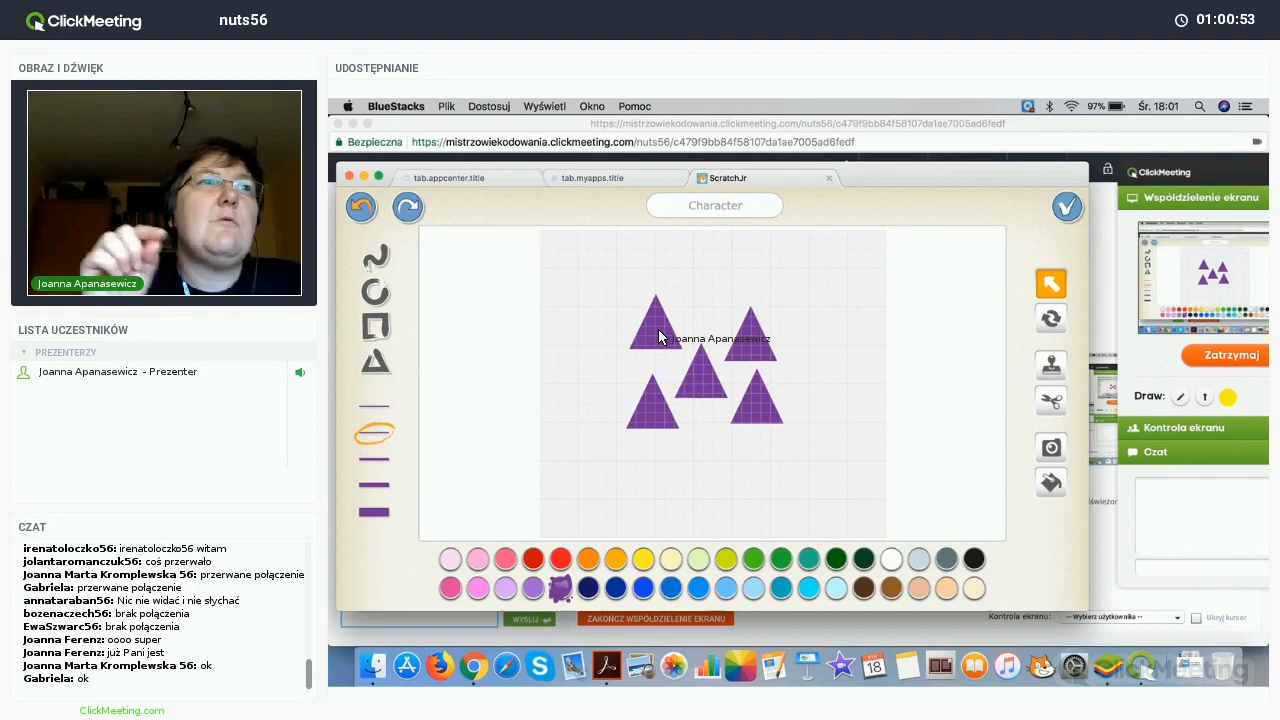 ClickMeeting
nuts56
01:00:53
OBRAZ I DŹWIĘK
Joanna Apanasewicz
LISTA UCZESTNIKÓW
PREZENTERZY
Joanna Apanasewicz - Prezenter
CZAT
irenatoloczko56: irenatoloczko56 witam
jolantaromanczuk56: coś przerwało
Joanna Marta Kromplewska 56: przerwane połączenie
Gabriela: przerwane połączenie
annataraban56: Nic nie widać i nie słychać
bozenaczech56: brak połączenia
EwaSzwarc56: brak połączenia
Joanna Ferenz: oooo super
Joanna Ferenz: już Pani jest
Joanna Marta Kromplewska 56: ok
Gabriela: ok
ClickMeeting.com
UDOSTĘPNIANIE
BlueStacks Plik Dostosuj Wyświetl Okno Pomoc 97% Śr. 18:01
https://mistrzowiekodowania.clickmeeting.com/nuts56/c479f9bb84f58107da1ae7005ad6fedf
Bezpieczna https://mistrzowiekodowania.clickmeeting.com/nuts56/c479f9bb84f58107da1ae7005ad6fedf
tab.appcenter.title tab.myapps.title ScratchJr
Character
Joanna Apanasewicz
ClickMeeting
Współdzielenie ekranu
Zatrzymaj
Draw:
Kontrola ekranu
Czat
WYŚLIJ
ZAKOŃCZ WSPÓŁDZIELENIE EKRANU
Kontrola ekranu: -- Wybierz użytkownika -- Ukryj kursor
18
ClickMeeting